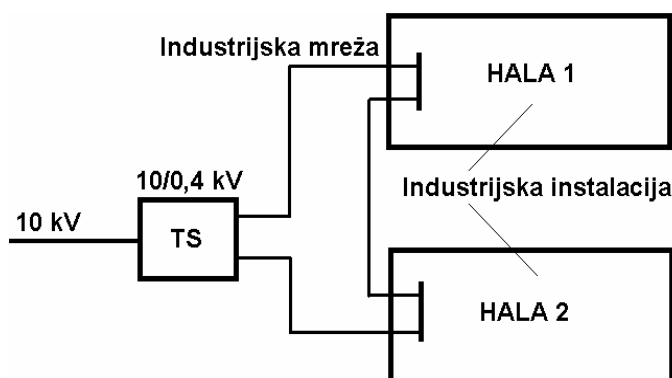 Industrijska mreža
HALA 1
10/0,4 kV
Industrijska instalacija
10 kV
TS
HALA 2